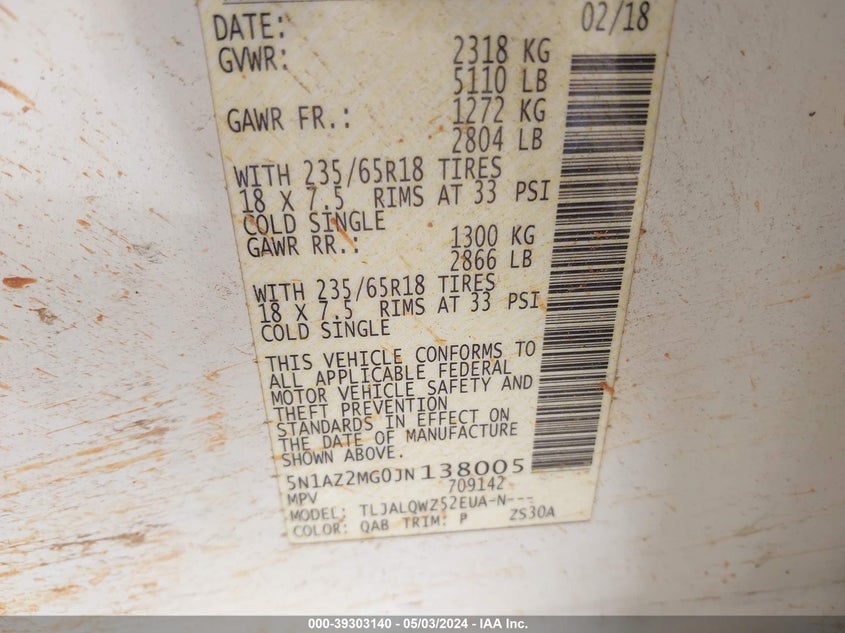 DATE: 02/18
GVWR: 2318 KG
5110 LB
GAWR FR.: 1272 KG
2804 LB
WITH 235/65R18 TIRES
18 X 7.5 RIMS AT 33 PSI
COLD SINGLE
GAWR RR.: 1300 KG
2866 LB
WITH 235/65R18 TIRES
18 X 7.5 RIMS AT 33 PSI
COLD SINGLE
THIS VEHICLE CONFORMS TO
ALL APPLICABLE FEDERAL
MOTOR VEHICLE SAFETY AND
THEFT PREVENTION
STANDARDS IN EFFECT ON
THE DATE OF MANUFACTURE
SHOWN ABOVE.
5N1AZ2MG0JN138005
MPV 709142
MODEL: TLJALQWZ52EUA-N---
COLOR: QAB TRIM: P ZS30A
000-39303140 - 05/03/2024 - IAA Inc.